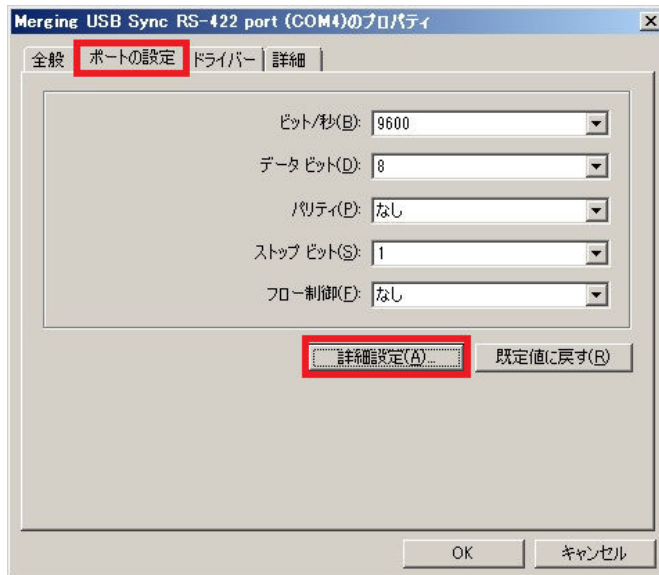 Merging USB Sync RS-422 port (COM4)のプロパティ
全般 ポートの設定 ドライバー 詳細
ビット/秒(B): 9600
データ ビット(D): 8
パリティ(P): なし
ストップ ビット(S): 1
フロー制御(F): なし
詳細設定(A)... 既定値に戻す(R)
OK キャンセル